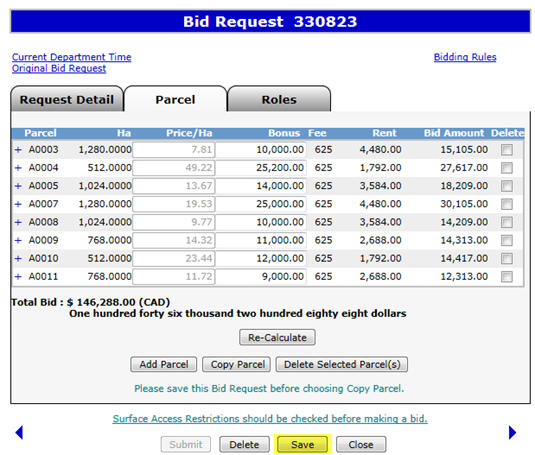 Bid Request 330823
Current Department Time
Bidding Rules
Original Bid Request
Request Detail Parcel Roles
Parcel Ha Price/Ha Bonus Fee Rent Bid Amount Delete
+ A0003 1,280.0000 7.81 10,000.00 625 4,480.00 15,105.00
+ A0004 512.0000 49.22 25,200.00 625 1,792.00 27,617.00
+ A0005 1,024.0000 13.67 14,000.00 625 3,584.00 18,209.00
+ A0007 1,280.0000 19.53 25,000.00 625 4,480.00 30,105.00
+ A0008 1,024.0000 9.77 10,000.00 625 3,584.00 14,209.00
+ A0009 768.0000 14.32 11,000.00 625 2,688.00 14,313.00
+ A0010 512.0000 23.44 12,000.00 625 1,792.00 14,417.00
+ A0011 768.0000 11.72 9,000.00 625 2,688.00 12,313.00
Total Bid : $ 146,288.00 (CAD)
One hundred forty six thousand two hundred eighty eight dollars
Re-Calculate
Add Parcel Copy Parcel Delete Selected Parcel(s)
Please save this Bid Request before choosing Copy Parcel.
Surface Access Restrictions should be checked before making a bid.
Submit Delete Save Close